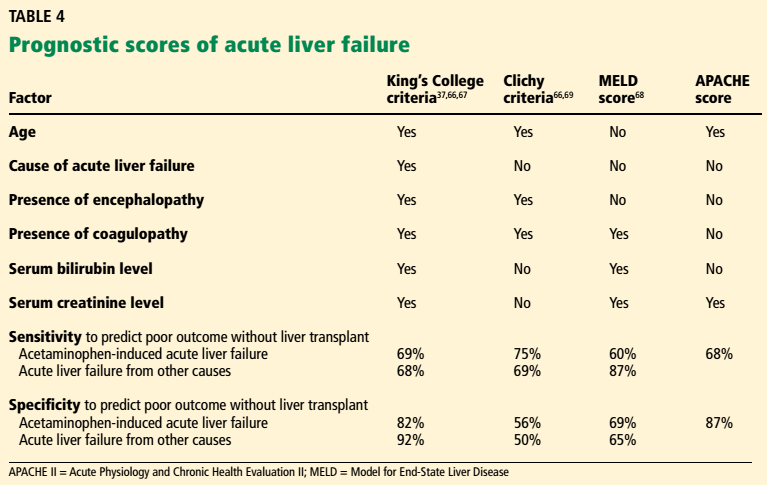 TABLE 4
Prognostic scores of acute liver failure
Factor King's College criteria37,66,67 Clichy criteria66,69 MELD score68 APACHE score
Age Yes Yes No Yes
Cause of acute liver failure Yes No No No
Presence of encephalopathy Yes Yes No No
Presence of coagulopathy Yes Yes Yes No
Serum bilirubin level Yes No Yes No
Serum creatinine level Yes No Yes Yes
Sensitivity to predict poor outcome without liver transplant
Acetaminophen-induced acute liver failure 69% 75% 60% 68%
Acute liver failure from other causes 68% 69% 87%
Specificity to predict poor outcome without liver transplant
Acetaminophen-induced acute liver failure 82% 56% 69% 87%
Acute liver failure from other causes 92% 50% 65%
APACHE II = Acute Physiology and Chronic Health Evaluation II; MELD = Model for End-State Liver Disease